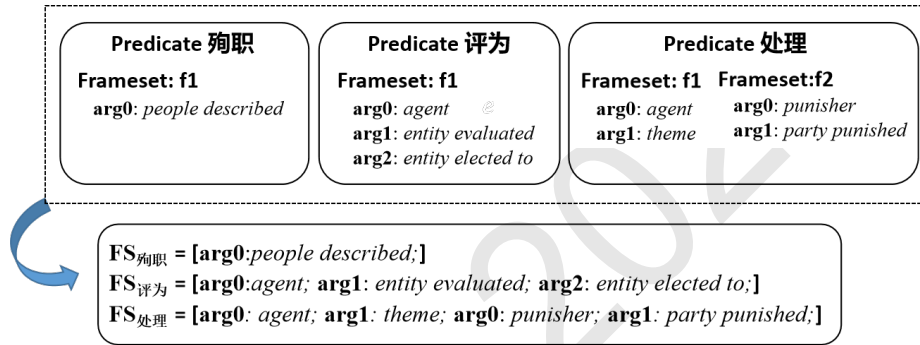 Predicate 殉职
Frameset: f1
arg0: people described
Predicate 评为
Frameset: f1
arg0: agent
arg1: entity evaluated
arg2: entity elected to
Predicate 处理
Frameset: f1
arg0: agent
arg1: theme
Frameset:f2
arg0: punisher
arg1: party punished
FS殉职 = [arg0:people described;]
FS评为 = [arg0:agent; arg1: entity evaluated; arg2: entity elected to;]
FS处理 = [arg0: agent; arg1: theme; arg0: punisher; arg1: party punished;]